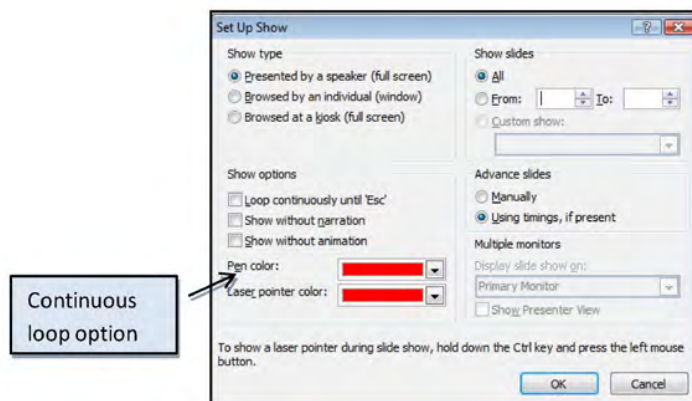 Set Up Show
Show type
Presented by a speaker (full screen)
Browsed by an individual (window)
Browsed at a kiosk (full screen)
Show slides
All
From: To:
Custom show:
Show options
Loop continuously until 'Esc'
Show without narration
Show without animation
Pen color:
Laser pointer color:
Advance slides
Manually
Using timings, if present
Multiple monitors
Display slide show on:
Primary Monitor
Show Presenter View
To show a laser pointer during slide show, hold down the Ctrl key and press the left mouse
button.
OK Cancel
Continuous
loop option